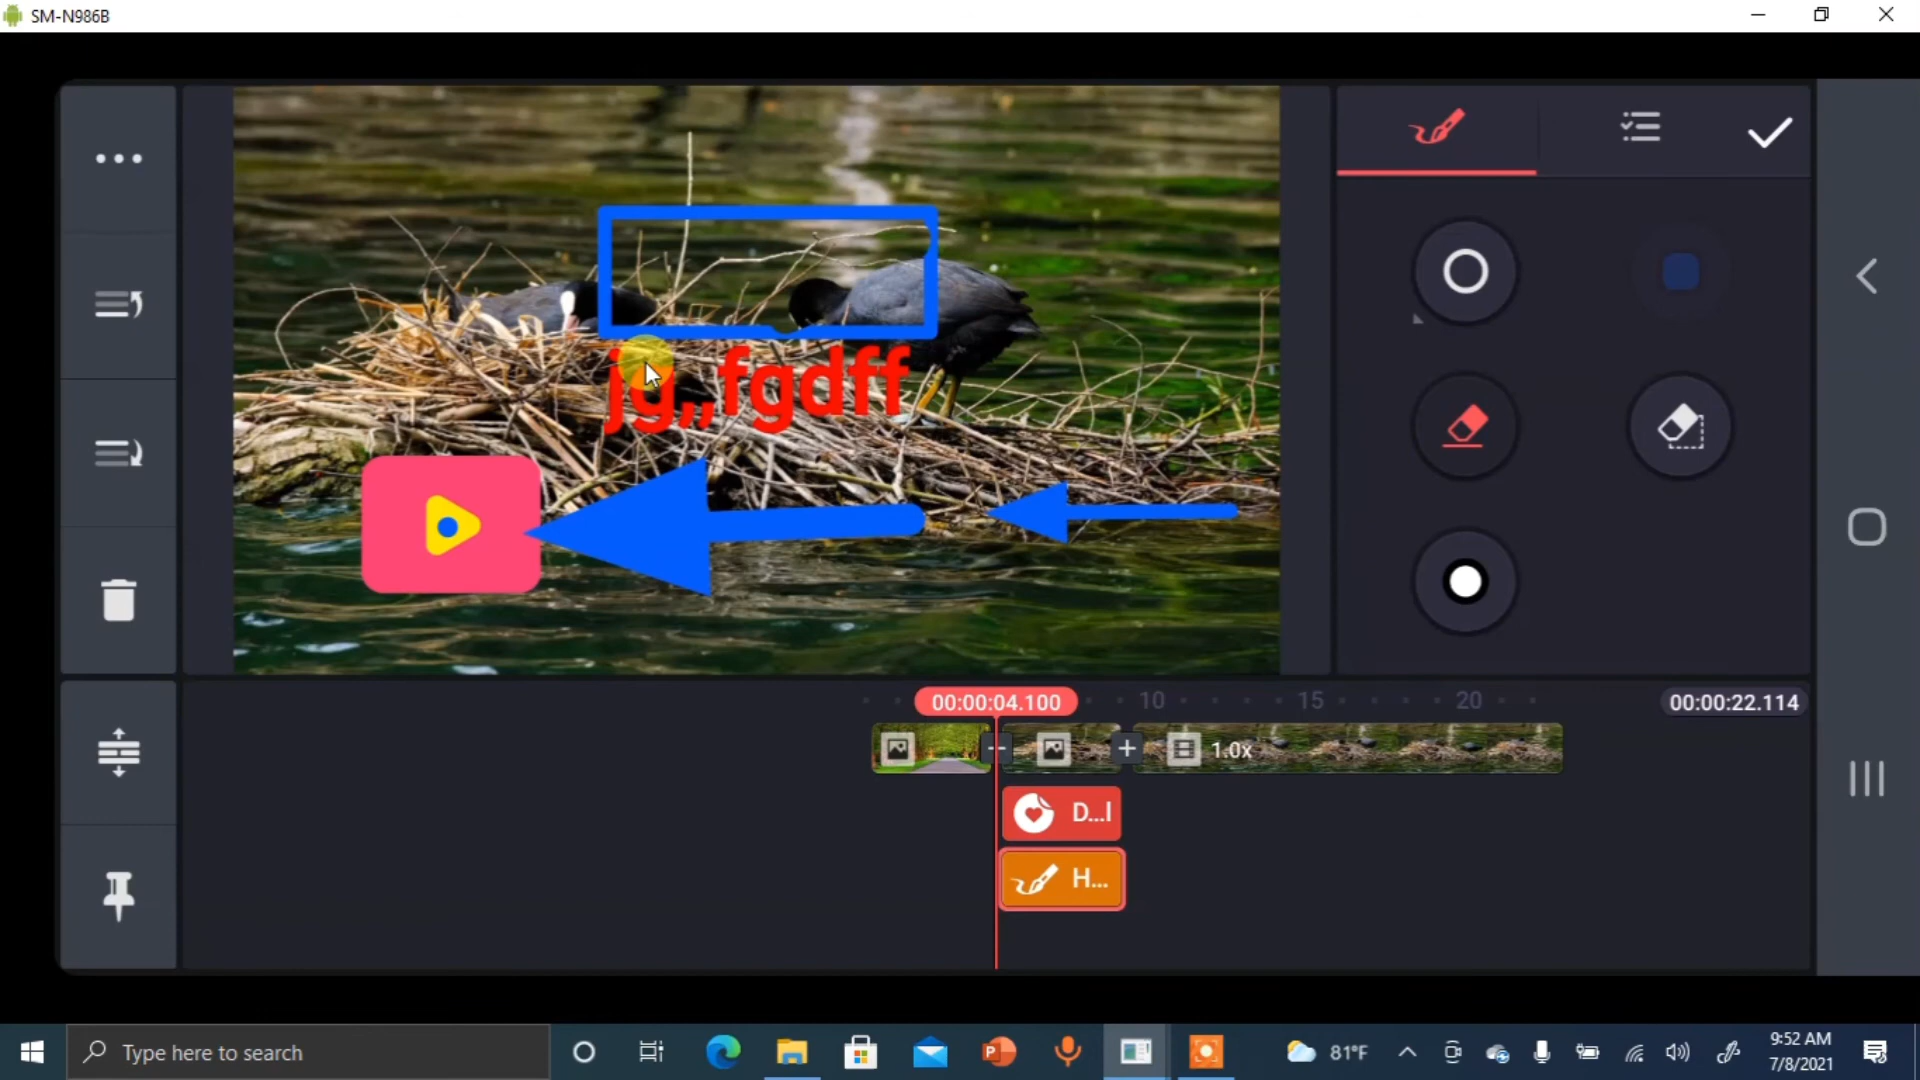 SM-N986B
jg,,fgdff
00:00:04.100
10
15
20
00:00:22.114
1.0x
D...l
H...
Type here to search
81°F
9:52 AM
7/8/2021